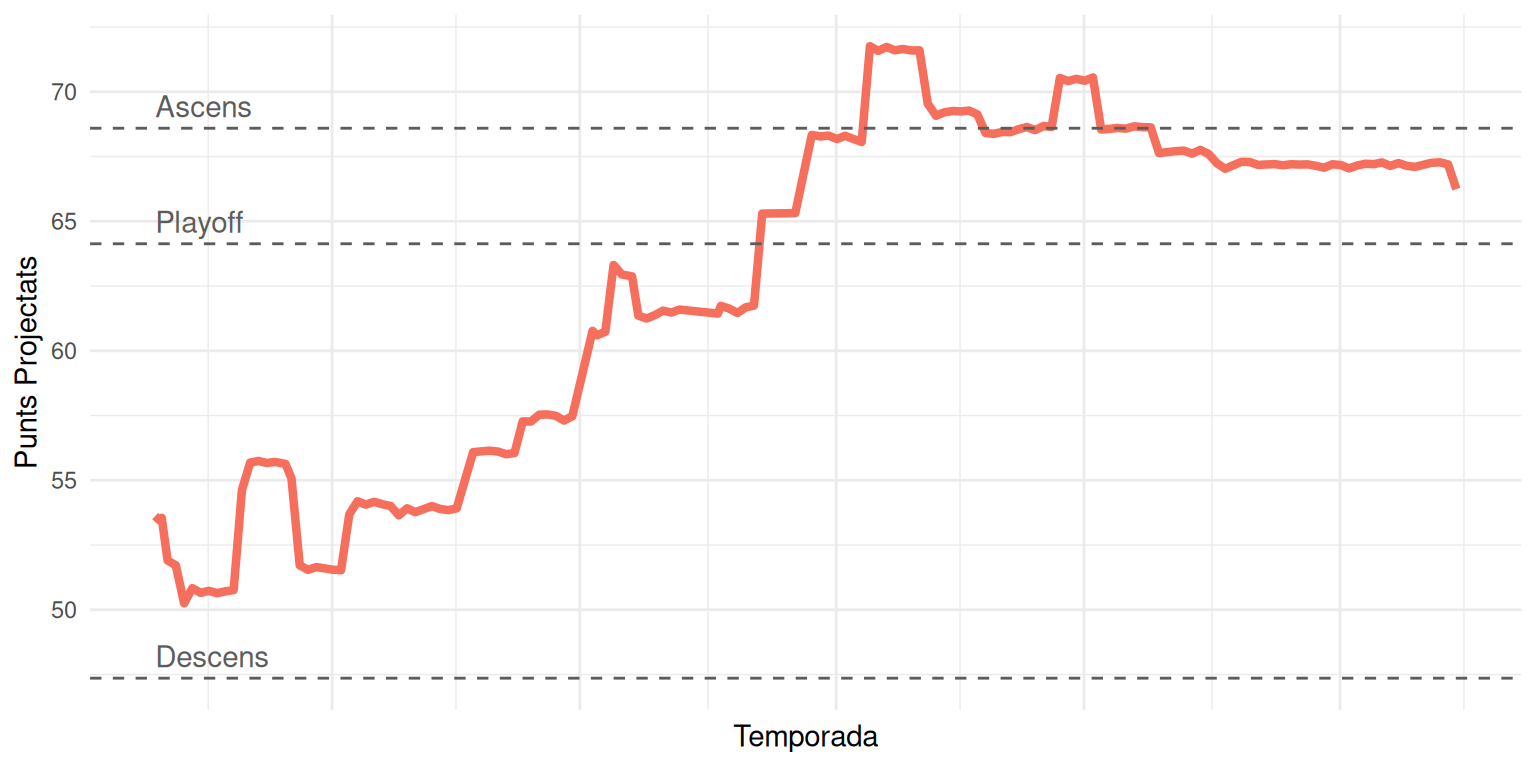 70
Ascens
65
Playoff
60
55
50
Descens
Punts Projectats
Temporada